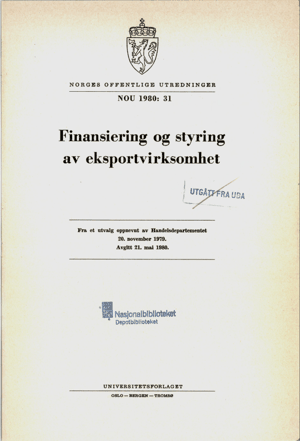 NORGES OFFENTLIGE UTREDNINGER
NOU 1980: 31
Finansiering og styring
av eksportvirksomhet
UTGÅTT FRA UDA
Fra et utvalg oppnevnt av Handelsdepartementet
20. november 1979.
Avgitt 21. mai 1980.
Nasjonalbiblioteket
Depotbiblioteket
UNIVERSITETSFORLAGET
OSLO — BERGEN — TROMSØ